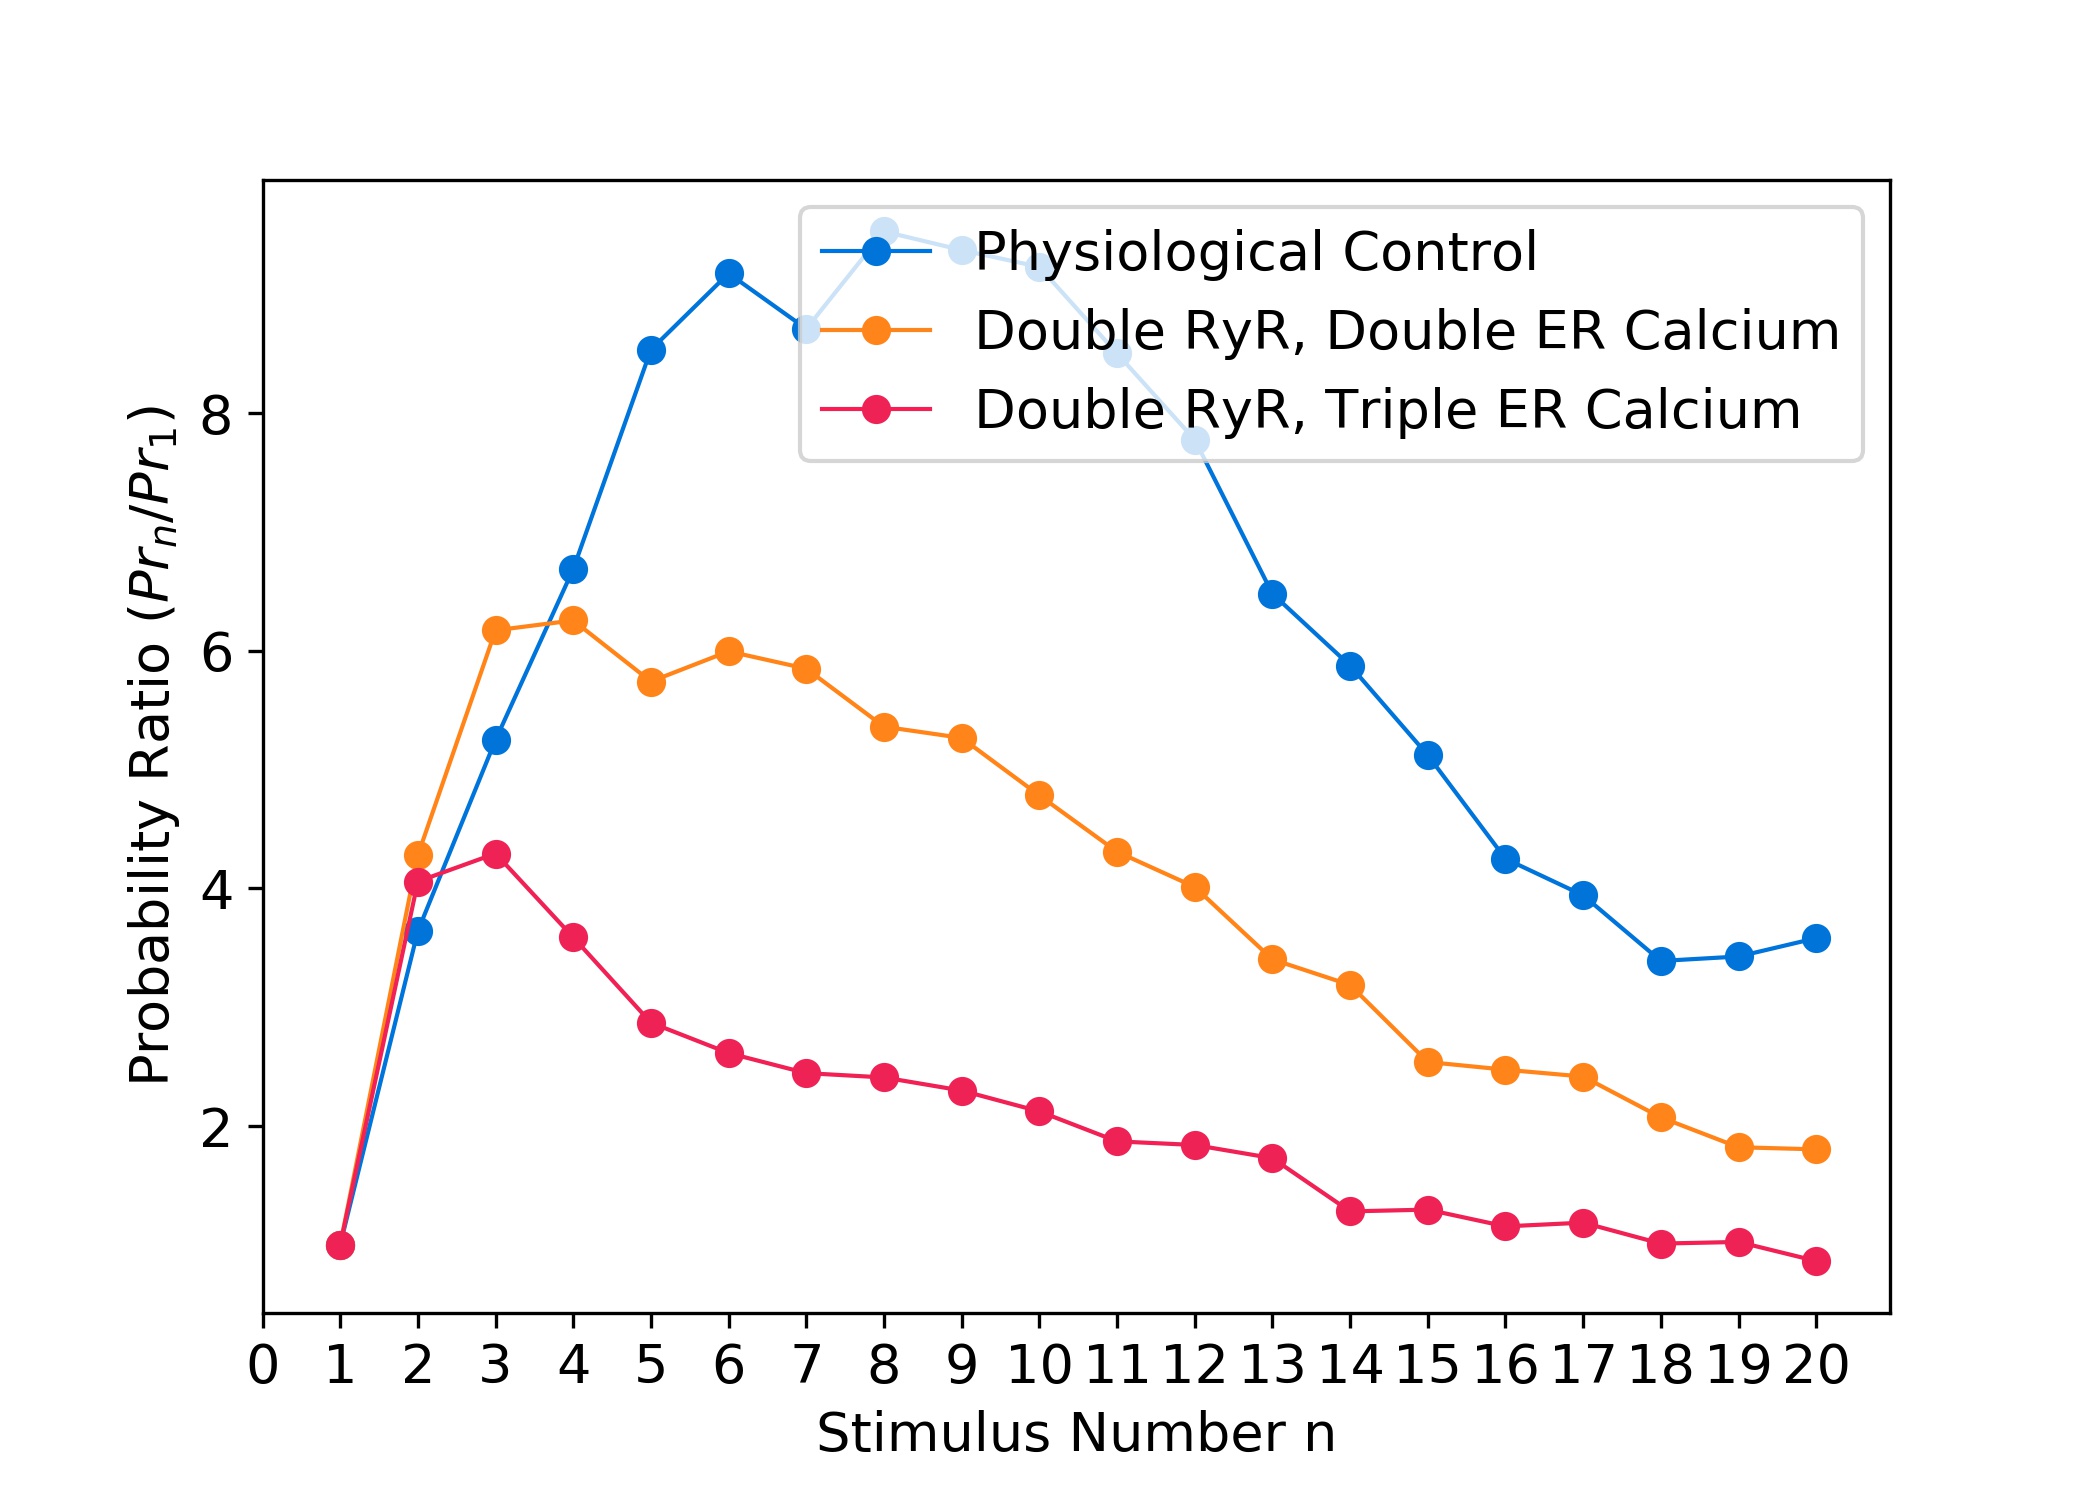 Physiological Control
Double RyR, Double ER Calcium
Double RyR, Triple ER Calcium
Probability Ratio (Prₙ/Pr₁)
8
6
4
2
0 1 2 3 4 5 6 7 8 9 10 11 12 13 14 15 16 17 18 19 20
Stimulus Number n